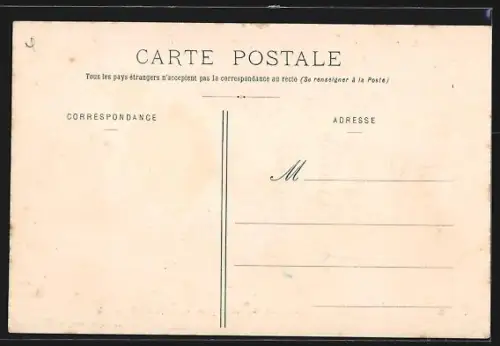 CARTE POSTALE
Tous les pays étrangers n'acceptent pas la correspondance au recto (Se renseigner à la Poste)
CORRESPONDANCE
ADRESSE
M